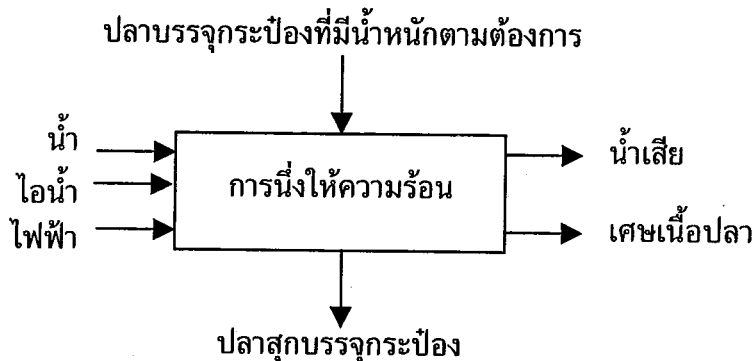 ปลาบรรจุกระป๋องที่มีน้ำหนักตามต้องการ
น้ำ
ไอน้ำ
ไฟฟ้า
การนึ่งให้ความร้อน
น้ำเสีย
เศษเนื้อปลา
ปลาสุกบรรจุกระป๋อง